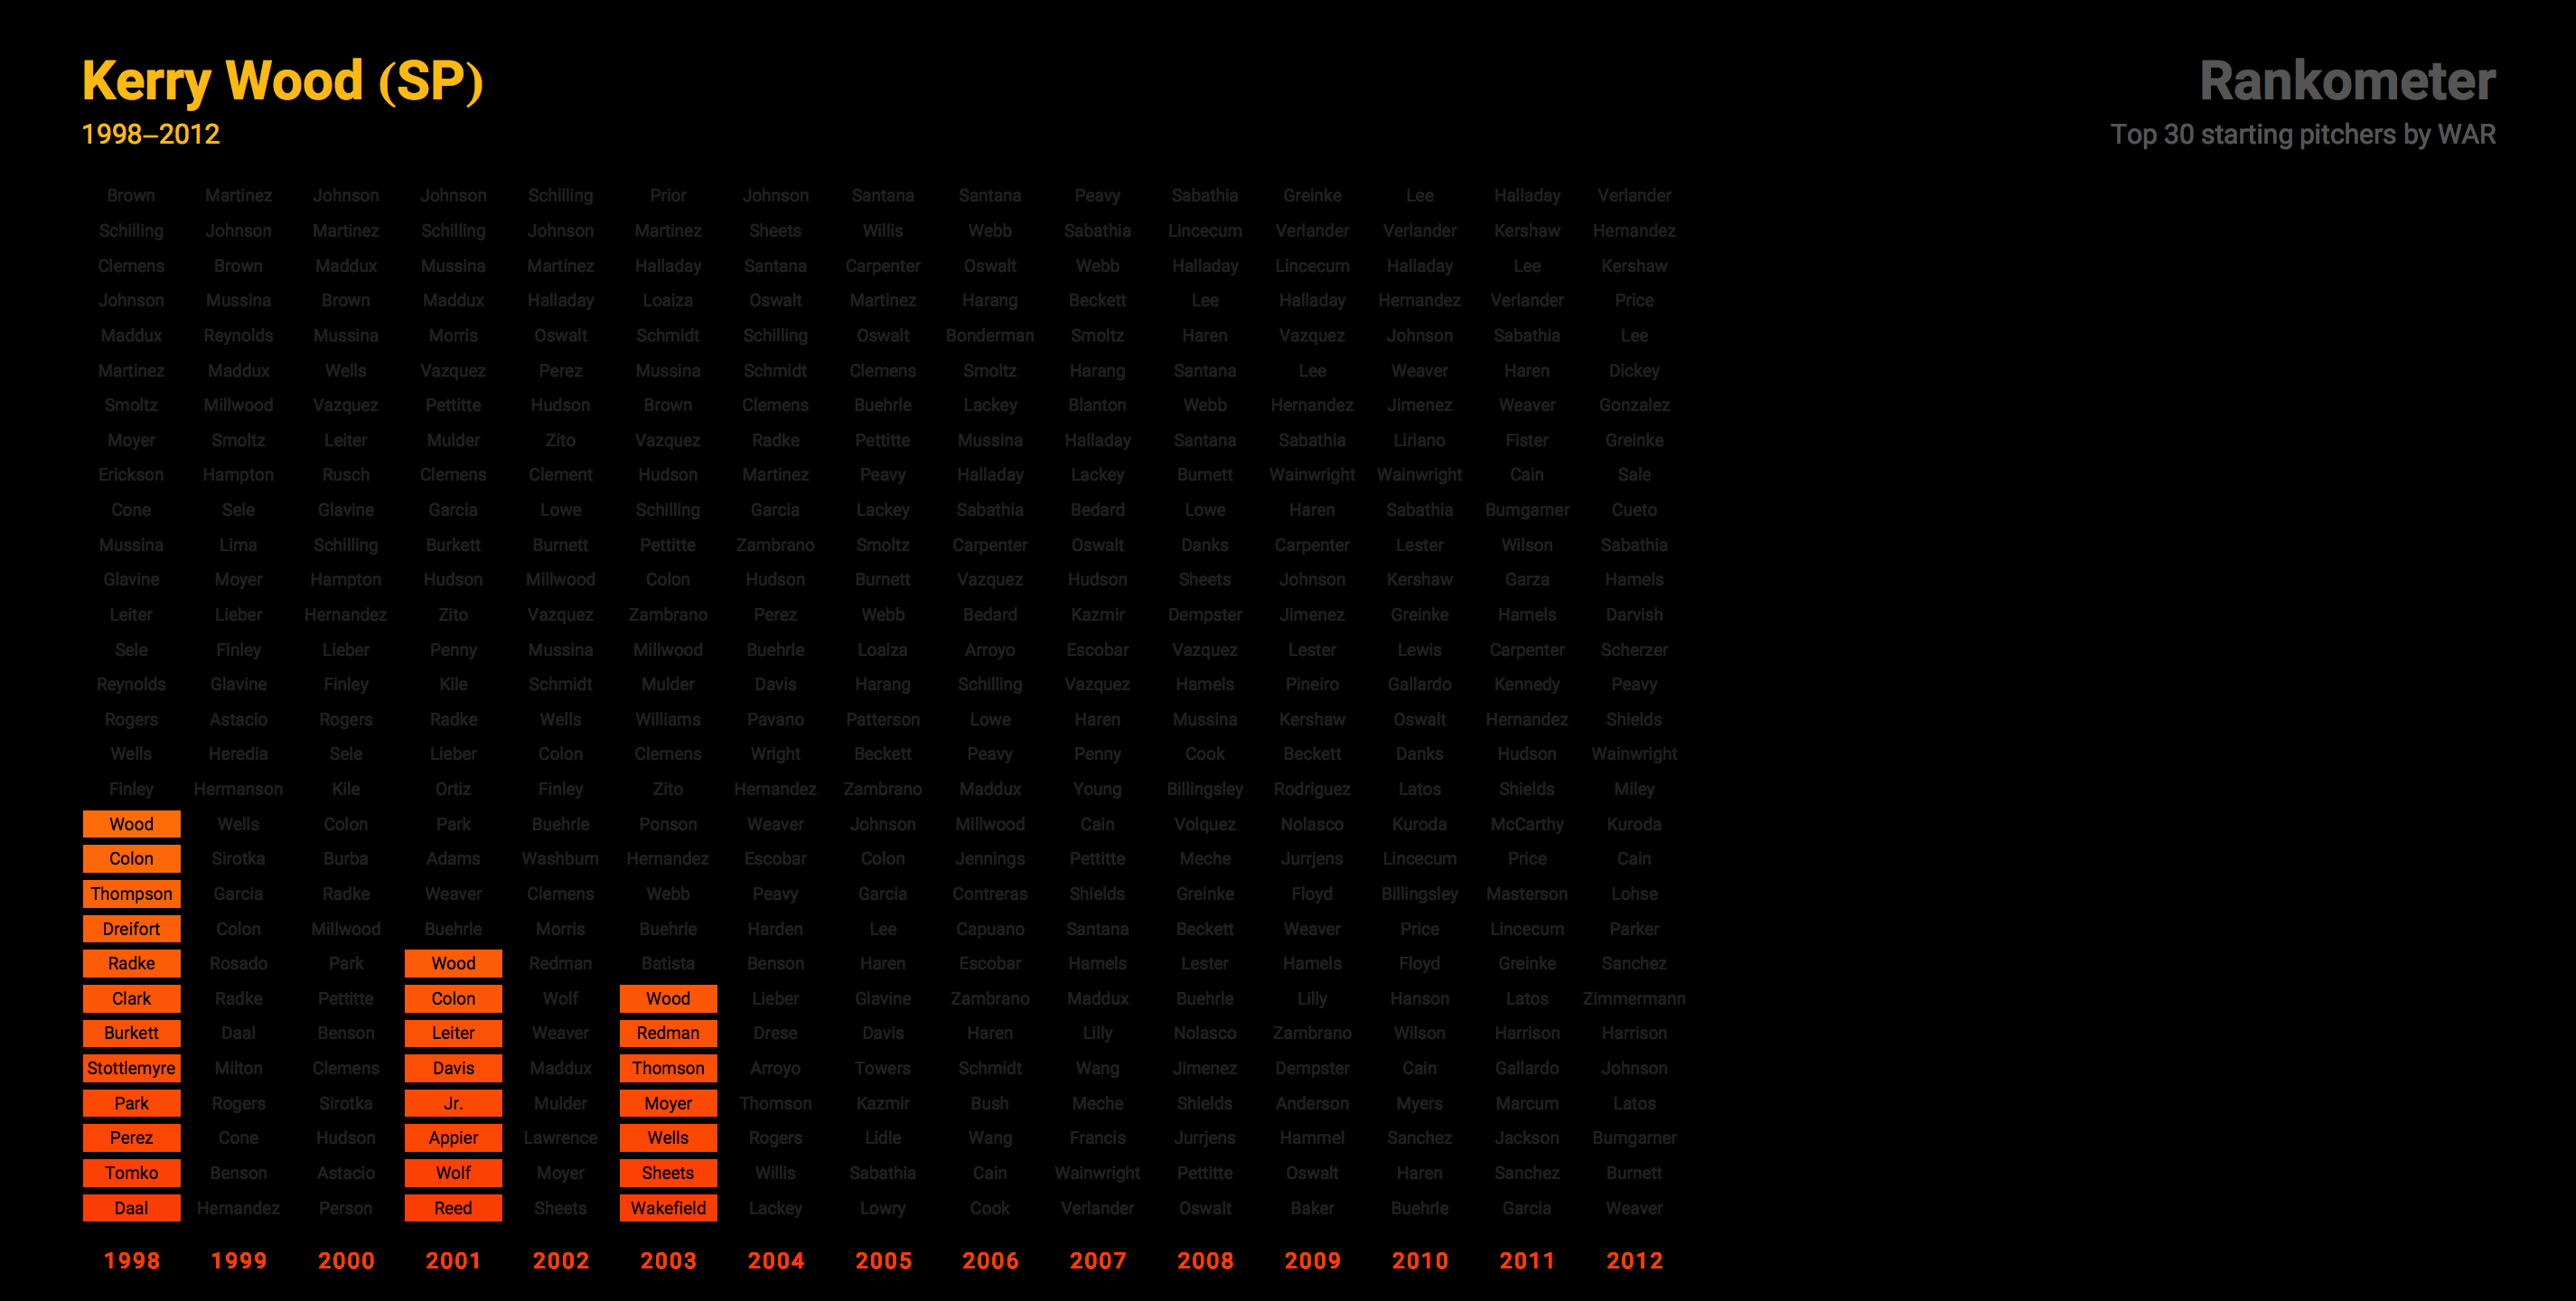 Kerry Wood (SP)
1998–2012
Rankometer
Top 30 starting pitchers by WAR
Brown Martinez Johnson Johnson Schilling Prior Johnson Santana Santana Peavy Sabathia Greinke Lee Halladay Verlander
Schilling Johnson Martinez Schilling Johnson Martinez Sheets Willis Webb Sabathia Lincecum Verlander Verlander Kershaw Hernandez
Clemens Brown Maddux Mussina Martinez Halladay Santana Carpenter Oswalt Webb Halladay Lincecum Halladay Lee Kershaw
Johnson Mussina Brown Maddux Halladay Loaiza Oswalt Martinez Harang Beckett Lee Halladay Hernandez Verlander Price
Maddux Reynolds Mussina Morris Oswalt Schmidt Schilling Oswalt Bonderman Smoltz Haren Vazquez Johnson Sabathia Lee
Martinez Maddux Wells Vazquez Perez Mussina Schmidt Clemens Smoltz Harang Santana Lee Weaver Haren Dickey
Smoltz Millwood Vazquez Pettitte Hudson Brown Clemens Buehrle Lackey Blanton Webb Hernandez Jimenez Weaver Gonzalez
Moyer Smoltz Leiter Mulder Zito Vazquez Radke Pettitte Mussina Halladay Santana Sabathia Liriano Fister Greinke
Erickson Hampton Rusch Clemens Clement Hudson Martinez Peavy Halladay Lackey Burnett Wainwright Wainwright Cain Sale
Cone Sele Glavine Garcia Lowe Schilling Garcia Lackey Sabathia Bedard Lowe Haren Sabathia Bumgarner Cueto
Mussina Lima Schilling Burkett Burnett Pettitte Zambrano Smoltz Carpenter Oswalt Danks Carpenter Lester Wilson Sabathia
Glavine Moyer Hampton Hudson Millwood Colon Hudson Burnett Vazquez Hudson Sheets Johnson Kershaw Garza Hamels
Leiter Lieber Hernandez Zito Vazquez Zambrano Perez Webb Bedard Kazmir Dempster Jimenez Greinke Hamels Darvish
Sele Finley Lieber Penny Mussina Millwood Buehrle Loaiza Arroyo Escobar Vazquez Lester Lewis Carpenter Scherzer
Reynolds Glavine Finley Kile Schmidt Mulder Davis Harang Schilling Vazquez Hamels Pineiro Gallardo Kennedy Peavy
Rogers Astacio Rogers Radke Wells Williams Pavano Patterson Lowe Haren Mussina Kershaw Oswalt Hernandez Shields
Wells Heredia Sele Lieber Colon Clemens Wright Beckett Peavy Penny Cook Beckett Danks Hudson Wainwright
Finley Hermanson Kile Ortiz Finley Zito Hernandez Zambrano Maddux Young Billingsley Rodriguez Latos Shields Miley
Wood Wells Colon Park Buehrle Ponson Weaver Johnson Millwood Cain Volquez Nolasco Kuroda McCarthy Kuroda
Colon Sirotka Burba Adams Washburn Hernandez Escobar Colon Jennings Pettitte Meche Jurrjens Lincecum Price Cain
Thompson Garcia Radke Weaver Clemens Webb Peavy Garcia Contreras Shields Greinke Floyd Billingsley Masterson Lohse
Dreifort Colon Millwood Buehrle Morris Buehrle Harden Lee Capuano Santana Beckett Weaver Price Lincecum Parker
Radke Rosado Park Wood Redman Batista Benson Haren Escobar Hamels Lester Hamels Floyd Greinke Sanchez
Clark Radke Pettitte Colon Wolf Wood Lieber Glavine Zambrano Maddux Buehrle Lilly Hanson Latos Zimmermann
Burkett Daal Benson Leiter Weaver Redman Drese Davis Haren Lilly Nolasco Zambrano Wilson Harrison Harrison
Stottlemyre Milton Clemens Davis Maddux Thomson Arroyo Towers Schmidt Wang Jimenez Dempster Cain Gallardo Johnson
Park Rogers Sirotka Jr. Mulder Moyer Thomson Kazmir Bush Meche Shields Anderson Myers Marcum Latos
Perez Cone Hudson Appier Lawrence Wells Rogers Lidle Wang Francis Jurrjens Hammel Sanchez Jackson Bumgarner
Tomko Benson Astacio Wolf Moyer Sheets Willis Sabathia Cain Wainwright Pettitte Oswalt Haren Sanchez Burnett
Daal Hernandez Person Reed Sheets Wakefield Lackey Lowry Cook Verlander Oswalt Baker Buehrle Garcia Weaver
1998 1999 2000 2001 2002 2003 2004 2005 2006 2007 2008 2009 2010 2011 2012